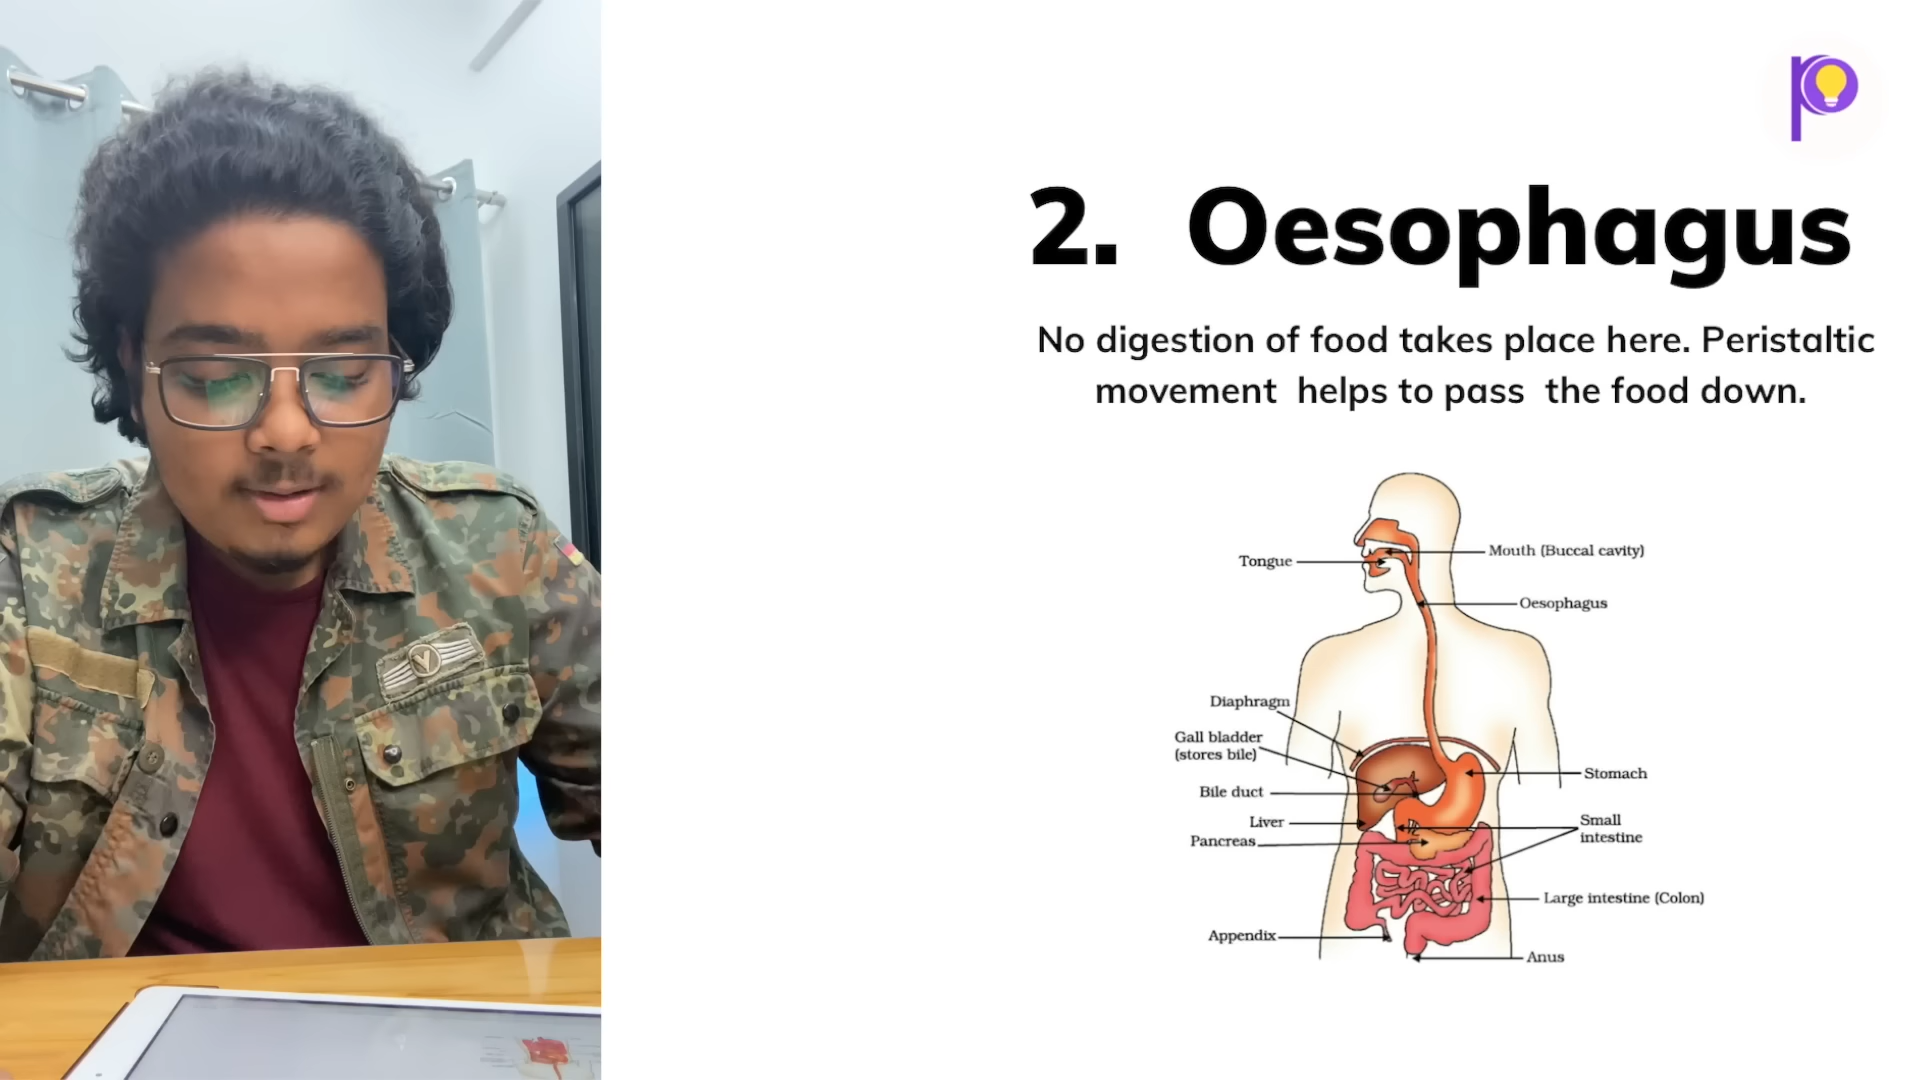 2. Oesophagus
No digestion of food takes place here. Peristaltic
movement helps to pass the food down.
Tongue
Mouth (Buccal cavity)
Oesophagus
Diaphragm
Gall bladder
(stores bile)
Bile duct
Liver
Pancreas
Stomach
Small
intestine
Large intestine (Colon)
Appendix
Anus